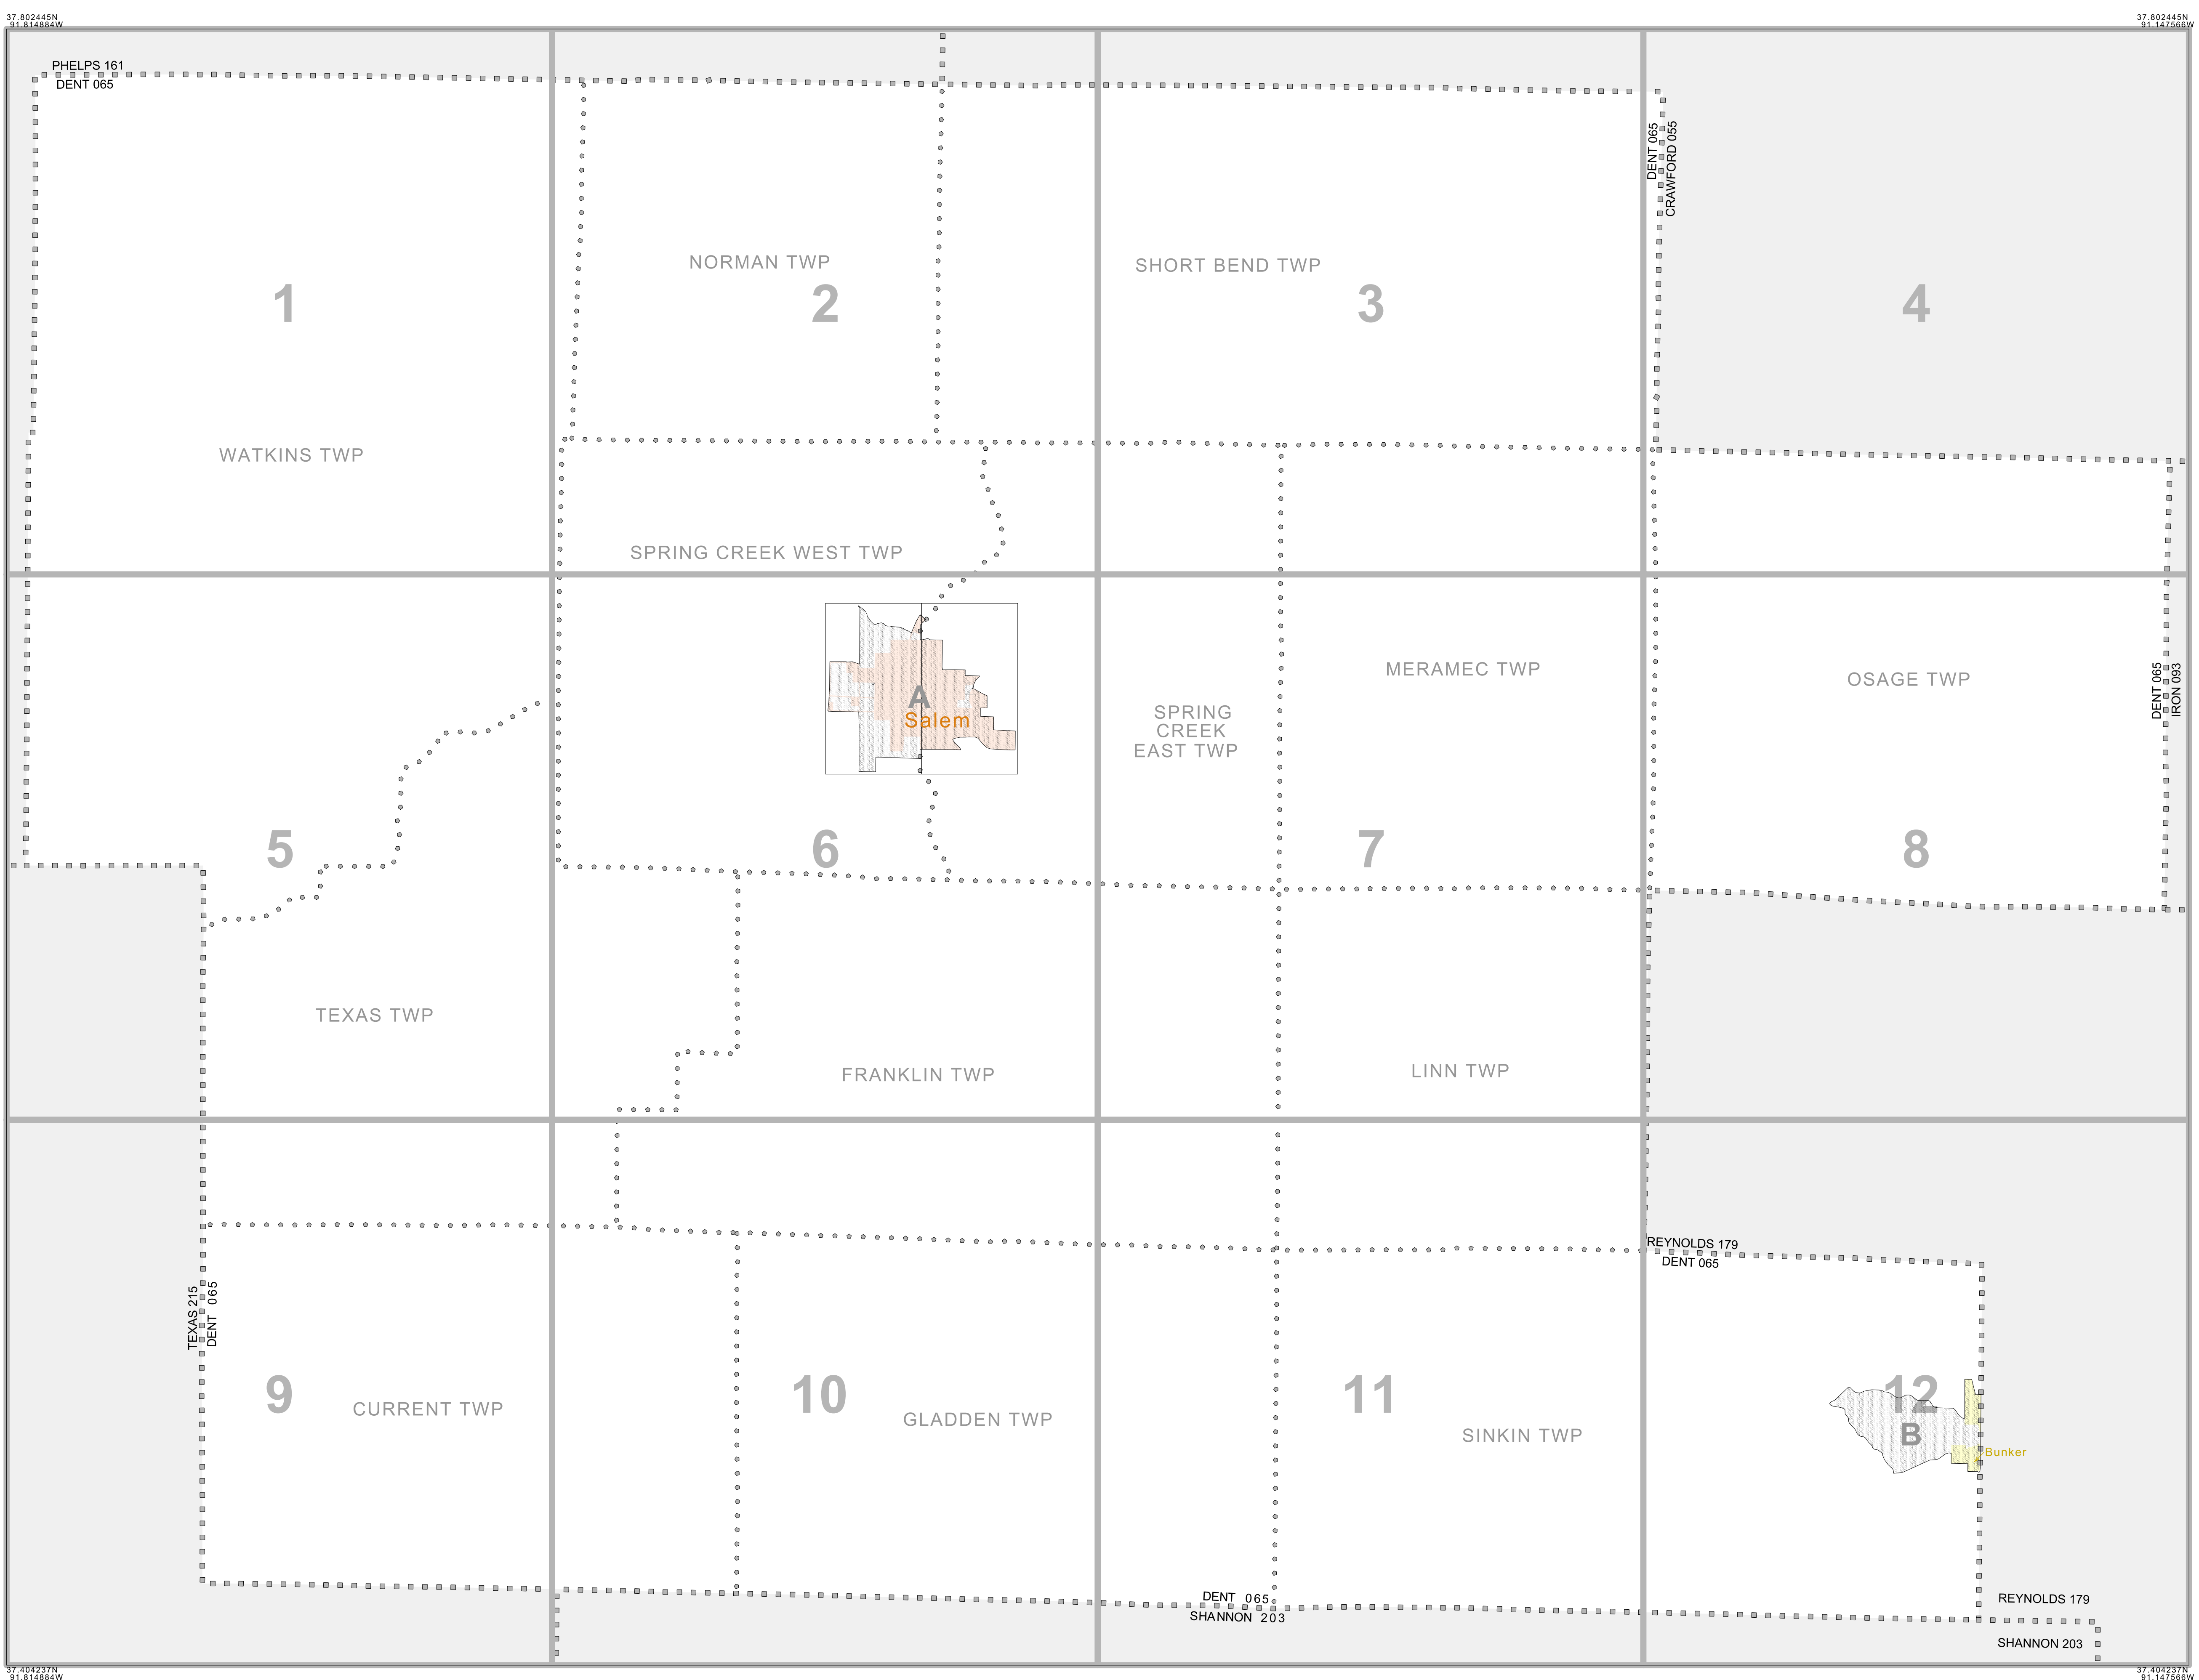 37.802445N
91.814884W
37.802445N
91.147566W
PHELPS 161
DENT 065
DENT 065
CRAWFORD 055
NORMAN TWP
SHORT BEND TWP
1
2
3
4
WATKINS TWP
SPRING CREEK WEST TWP
MERAMEC TWP
OSAGE TWP
DENT 065
IRON 093
A
Salem
SPRING
CREEK
EAST TWP
5
6
7
8
TEXAS TWP
FRANKLIN TWP
LINN TWP
REYNOLDS 179
DENT 065
TEXAS 215
DENT 065
9
CURRENT TWP
10
GLADDEN TWP
11
SINKIN TWP
12
B
Bunker
DENT 065
SHANNON 203
REYNOLDS 179
SHANNON 203
37.404237N
91.814884W
37.404237N
91.147566W